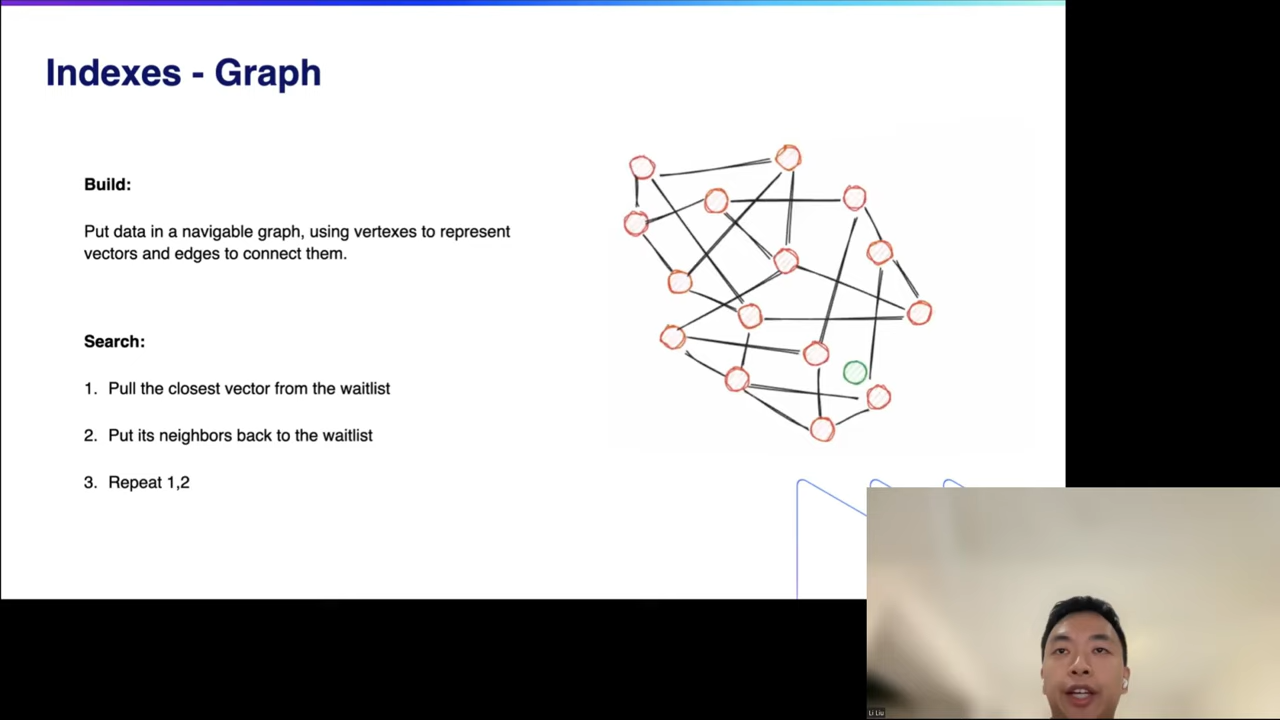 Indexes - Graph
Build:
Put data in a navigable graph, using vertexes to represent
vectors and edges to connect them.
Search:
1. Pull the closest vector from the waitlist
2. Put its neighbors back to the waitlist
3. Repeat 1,2
Li Liu